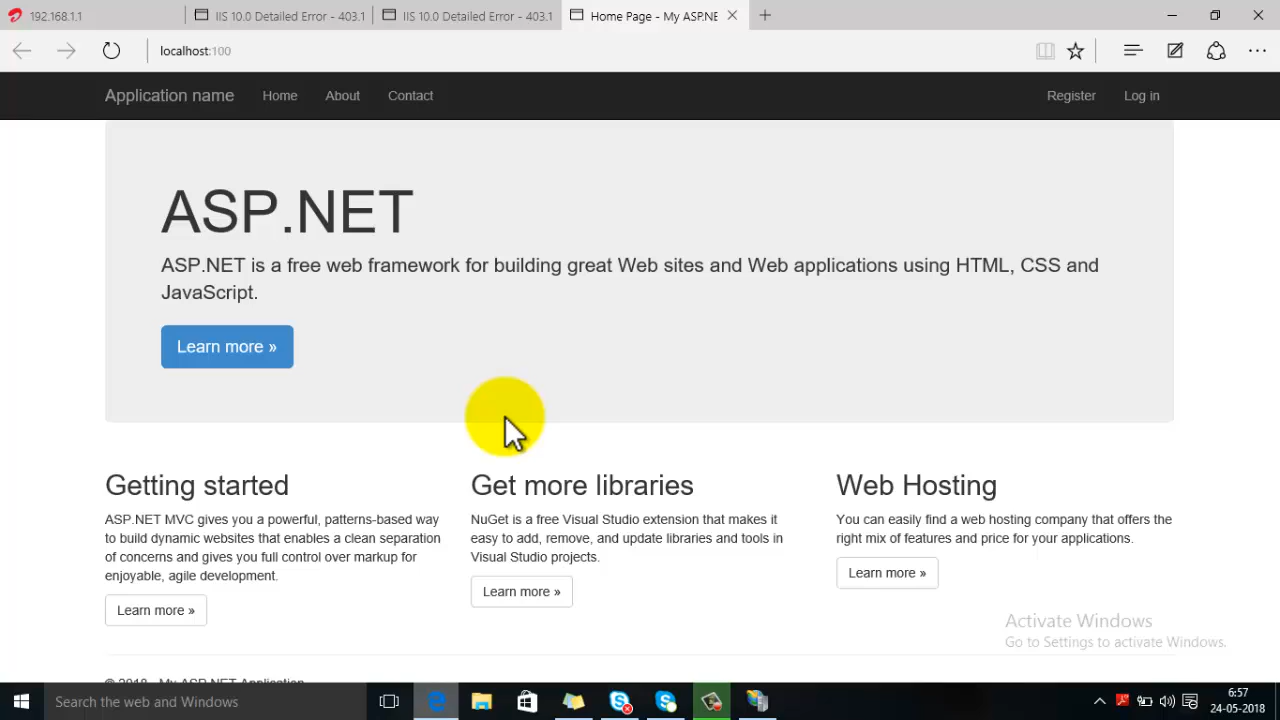 192.168.1.1
IIS 10.0 Detailed Error - 403.1
IIS 10.0 Detailed Error - 403.1
Home Page - My ASP.NE
localhost:100
Application name
Home
About
Contact
Register
Log in
ASP.NET
ASP.NET is a free web framework for building great Web sites and Web applications using HTML, CSS and
JavaScript.
Learn more »
Getting started
ASP.NET MVC gives you a powerful, patterns-based way
to build dynamic websites that enables a clean separation
of concerns and gives you full control over markup for
enjoyable, agile development.
Learn more »
Get more libraries
NuGet is a free Visual Studio extension that makes it
easy to add, remove, and update libraries and tools in
Visual Studio projects.
Learn more »
Web Hosting
You can easily find a web hosting company that offers the
right mix of features and price for your applications.
Learn more »
Activate Windows
Go to Settings to activate Windows.
© 2018 - My ASP.NET Application
Search the web and Windows
6:57
24-05-2018